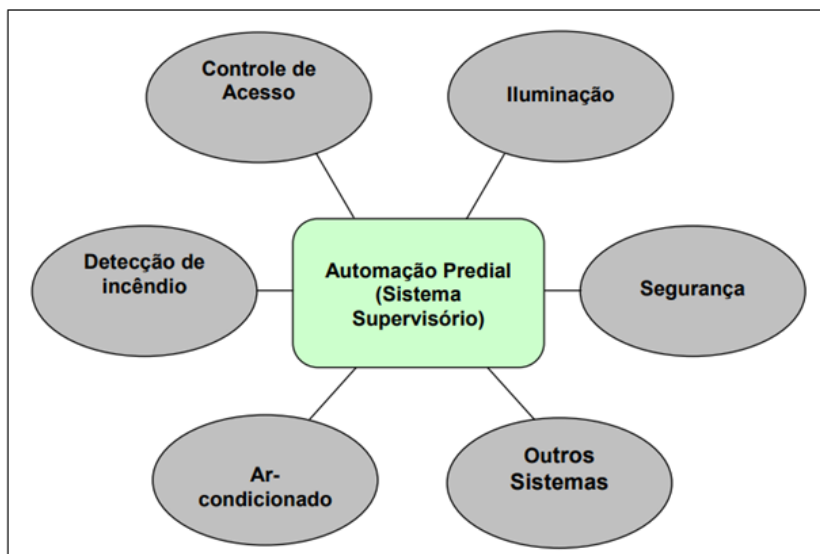 Controle de
Acesso
Iluminação
Detecção de
incêndio
Automação Predial
(Sistema
Supervisório)
Segurança
Ar-
condicionado
Outros
Sistemas